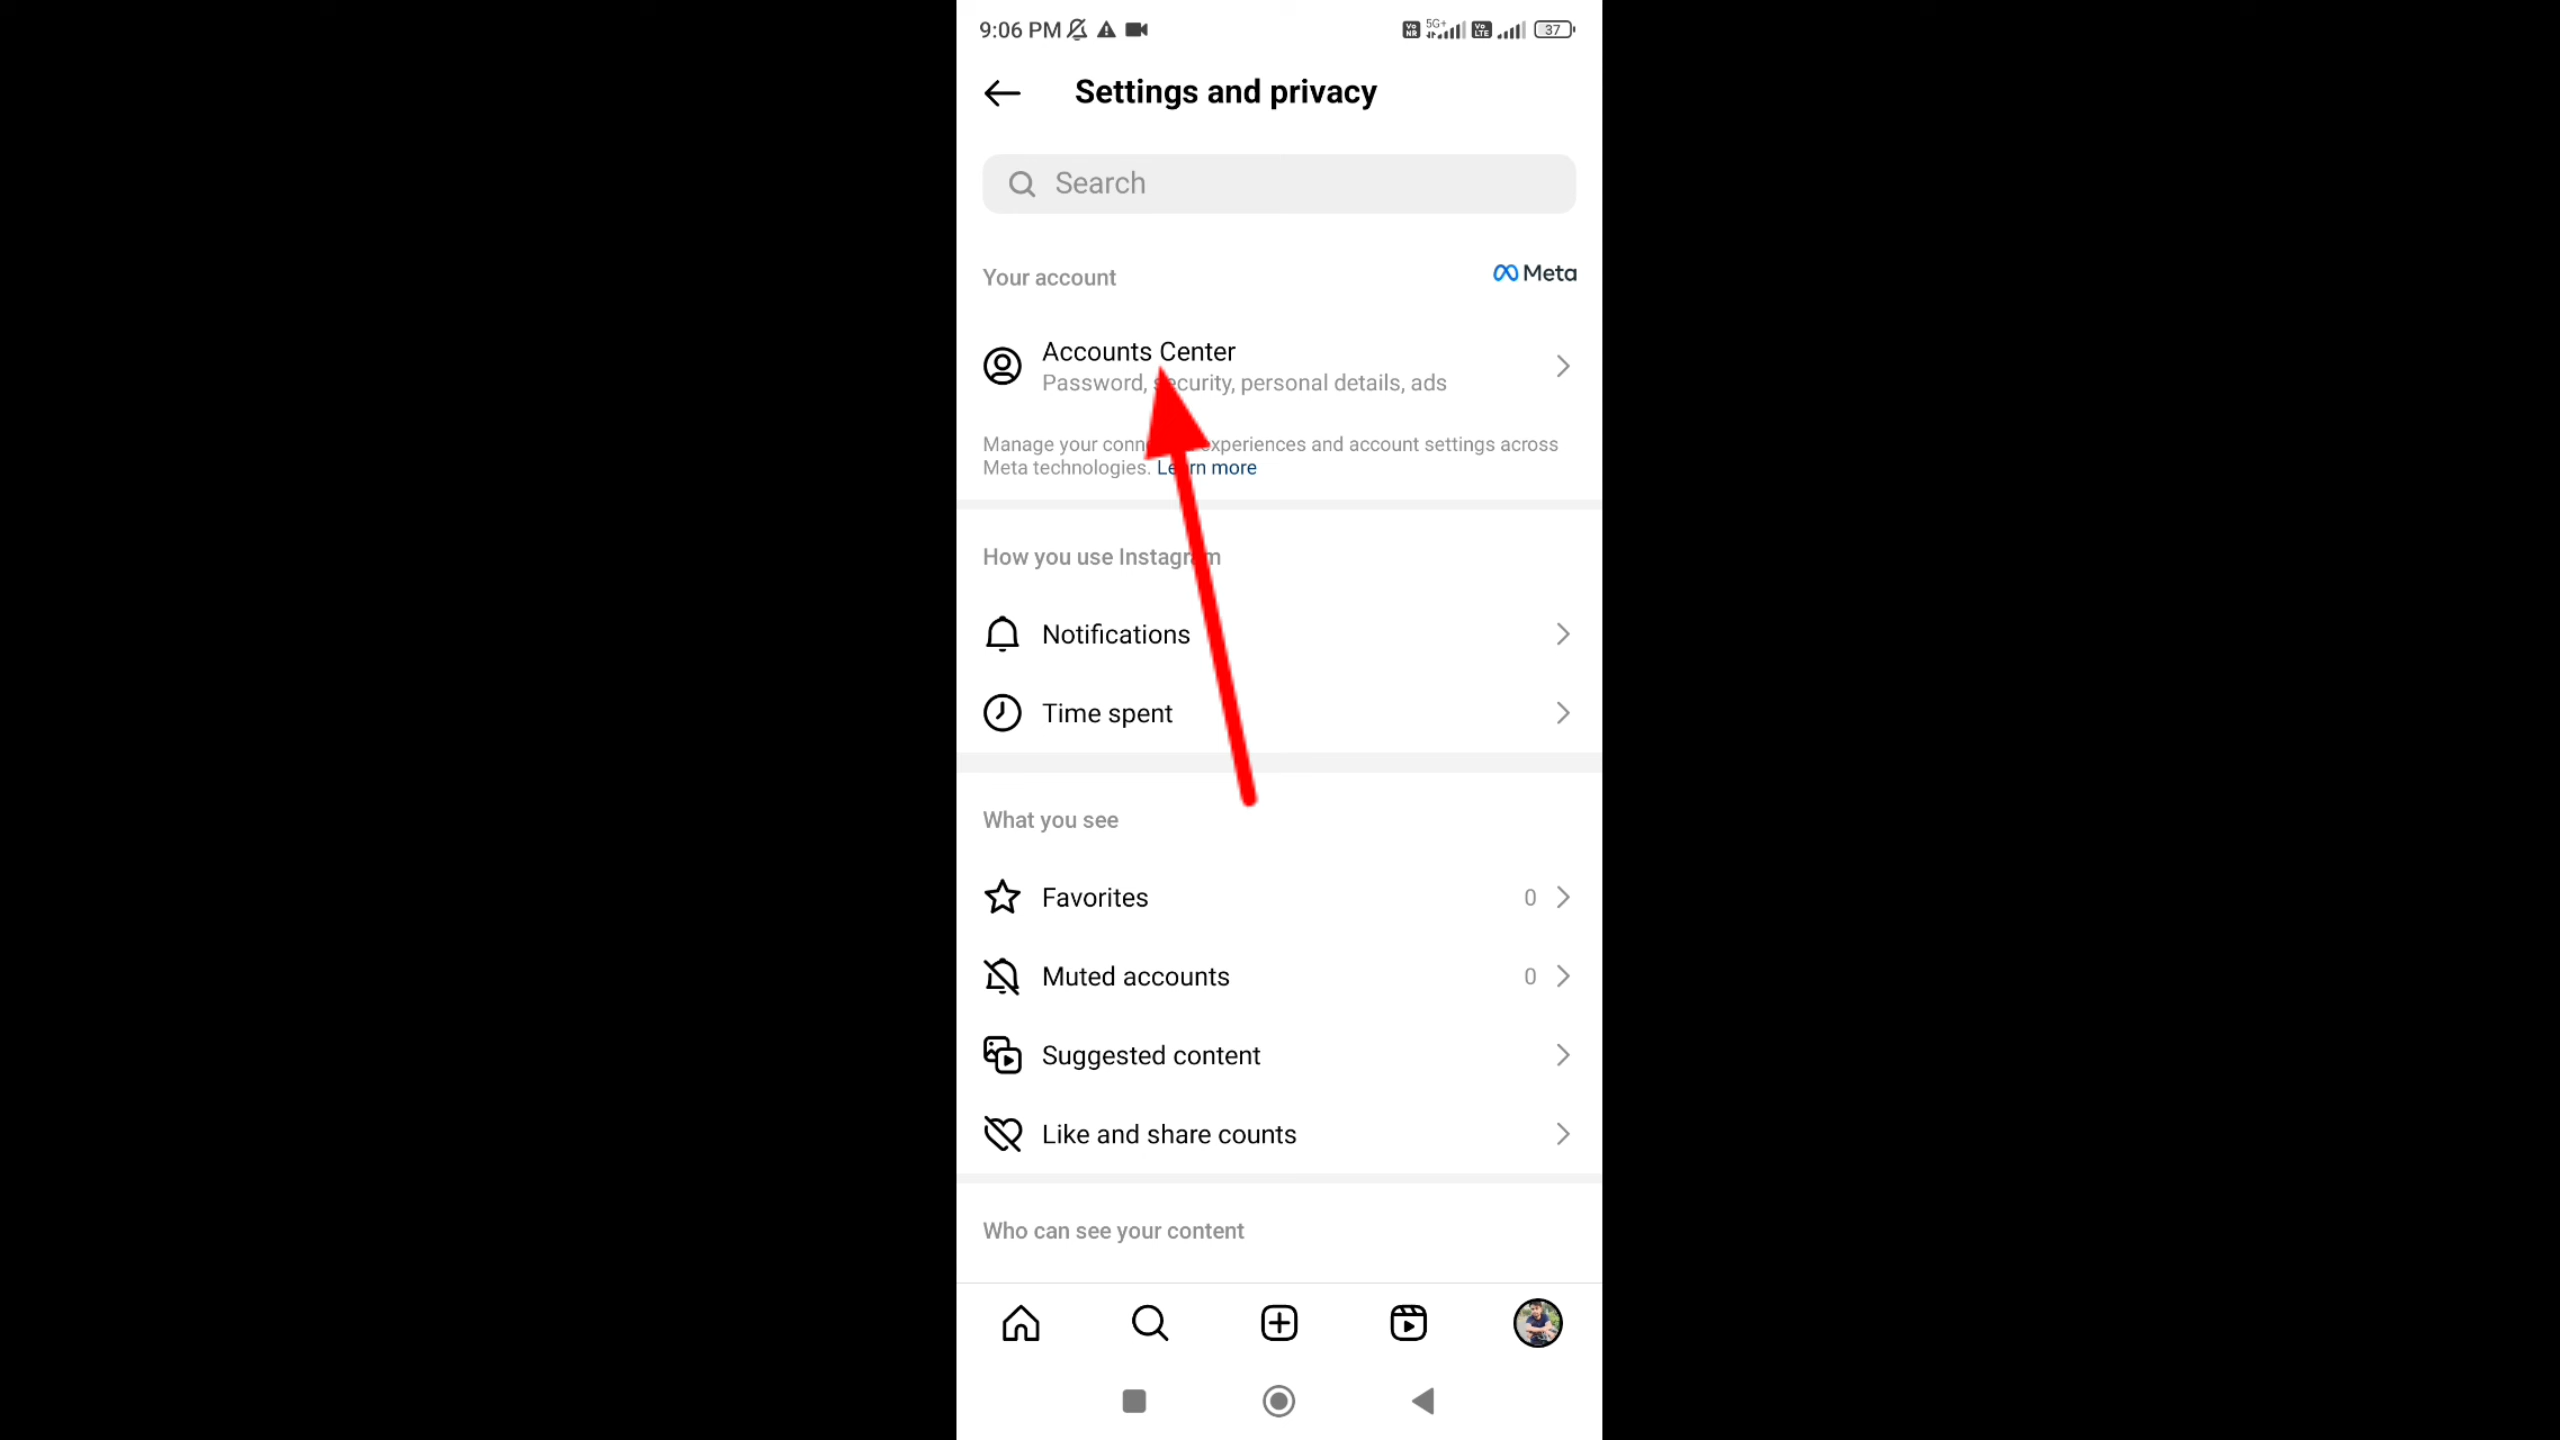 9:06 PM 5G+ 37
Settings and privacy
Search
Your account
Meta
Accounts Center
Password, security, personal details, ads
Manage your experiences and account settings across
Meta technologies. Learn more
How you use Instagram
Notifications
Time spent
What you see
Favorites 0
Muted accounts 0
Suggested content
Like and share counts
Who can see your content